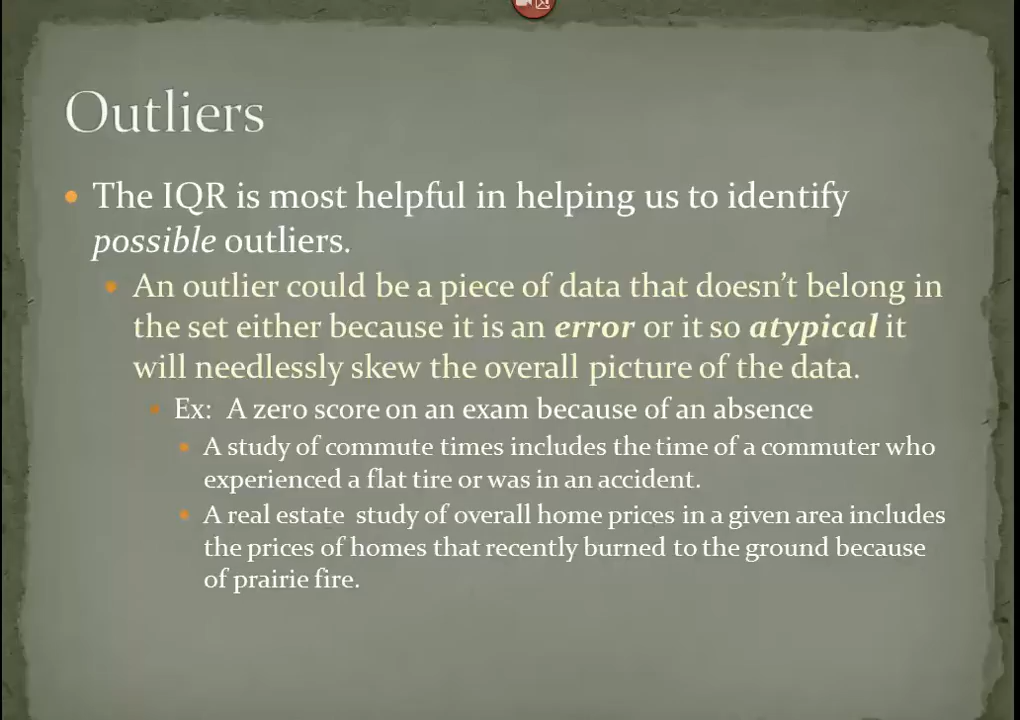 Outliers
The IQR is most helpful in helping us to identify
possible outliers.
An outlier could be a piece of data that doesn't belong in
the set either because it is an error or it so atypical it
will needlessly skew the overall picture of the data.
Ex: A zero score on an exam because of an absence
A study of commute times includes the time of a commuter who
experienced a flat tire or was in an accident.
A real estate study of overall home prices in a given area includes
the prices of homes that recently burned to the ground because
of prairie fire.